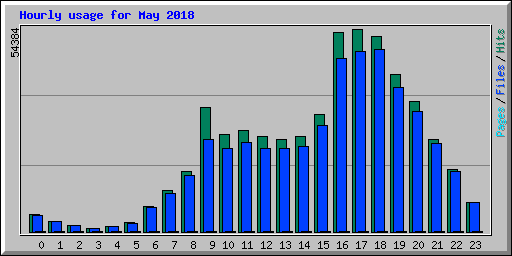 Hourly usage for May 2018
54384
Pages/Files/Hits
0 1 2 3 4 5 6 7 8 9 10 11 12 13 14 15 16 17 18 19 20 21 22 23